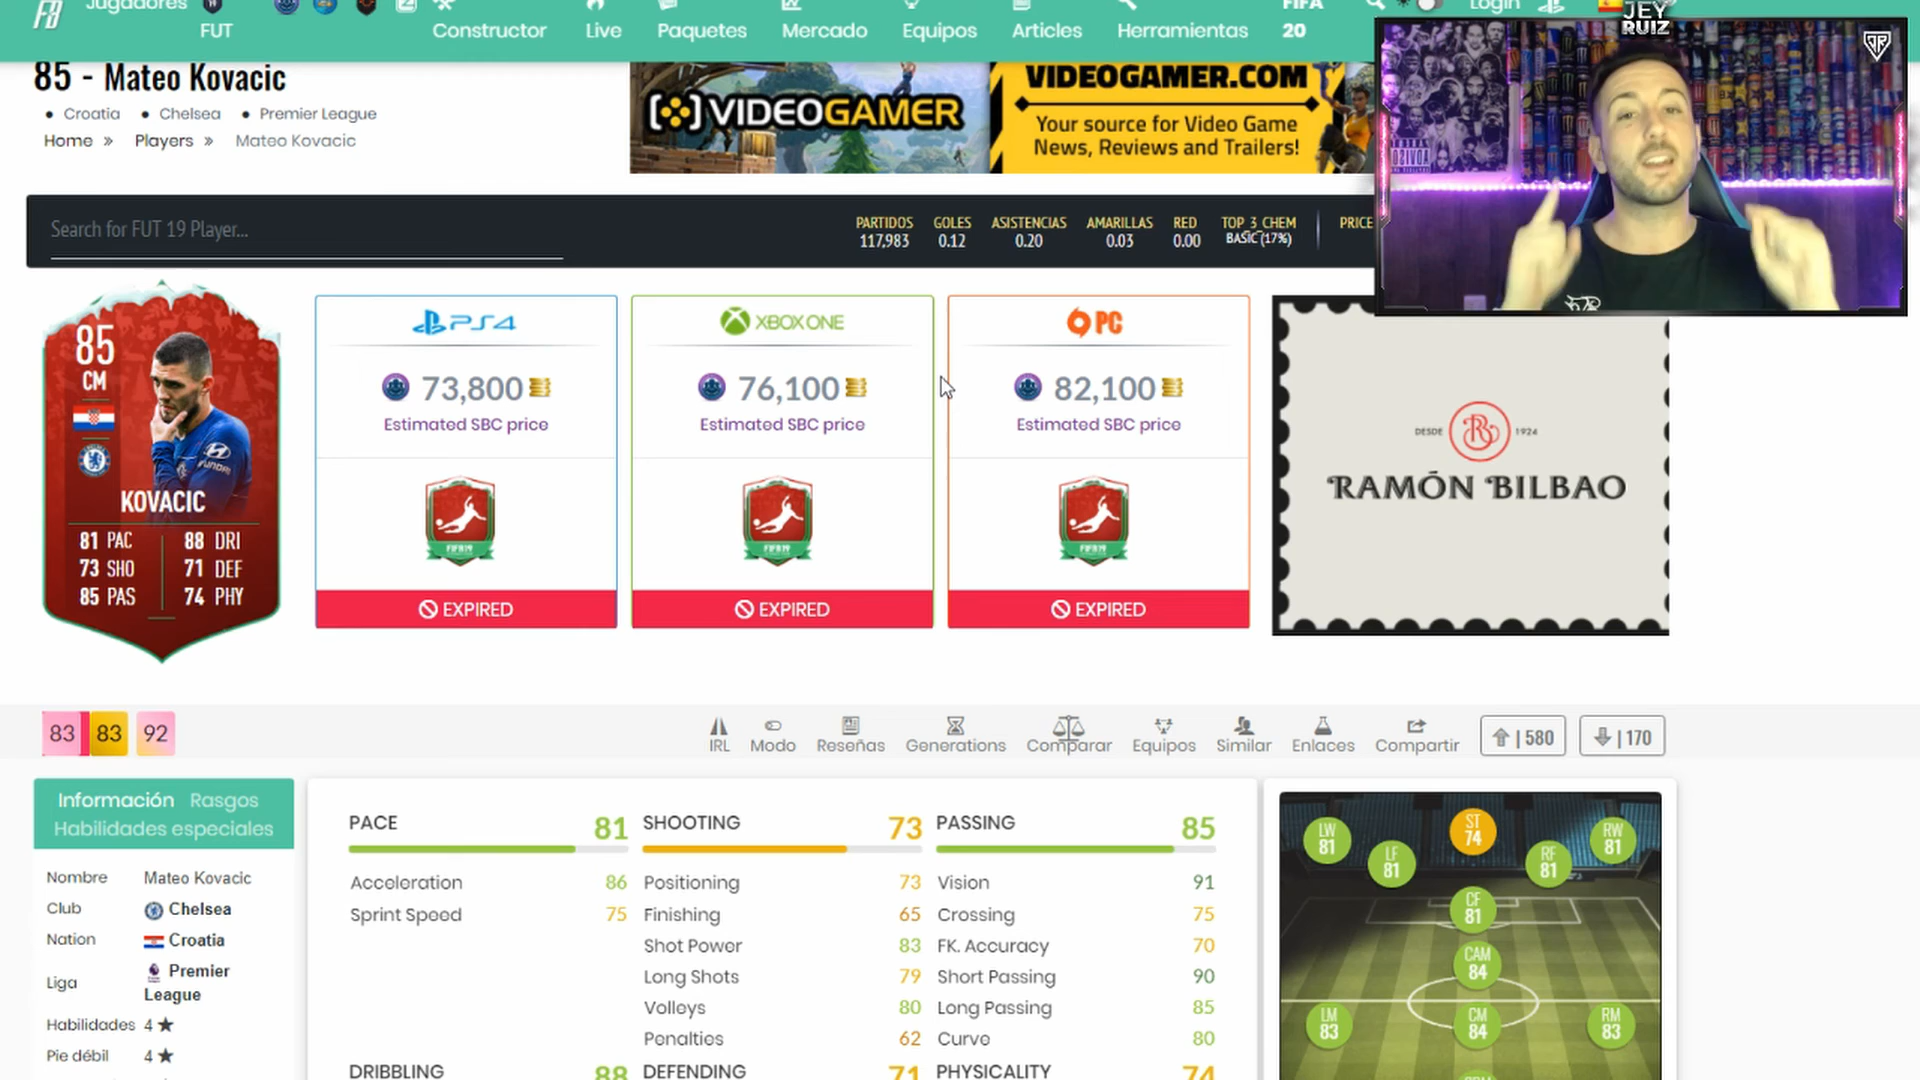 Jugadores
FUT
Constructor
Live
Paquetes
Mercado
Equipos
Articles
Herramientas
FIFA
20
Login
JEY
RUIZ
85 - Mateo Kovacic
• Croatia • Chelsea • Premier League
Home » Players » Mateo Kovacic
VIDEOGAMER
VIDEOGAMER.COM
Your source for Video Game
News, Reviews and Trailers!
Search for FUT 19 Player...
PARTIDOS GOLES ASISTENCIAS AMARILLAS RED TOP 3 CHEM PRICE
117,983 0.12 0.20 0.03 0.00 BASIC (17%)
85
CM
KOVACIC
81 PAC 88 DRI
73 SHO 71 DEF
85 PAS 74 PHY
PS4
73,800
Estimated SBC price
FIFA 19
EXPIRED
XBOX ONE
76,100
Estimated SBC price
FIFA 19
EXPIRED
PC
82,100
Estimated SBC price
FIFA 19
EXPIRED
DESDE 1924
RAMÓN BILBAO
83 83 92
IRL Modo Reseñas Generations Comparar Equipos Similar Enlaces Compartir | 580 | 170
Información Rasgos
Habilidades especiales
Nombre Mateo Kovacic
Club Chelsea
Nation Croatia
Liga Premier
League
Habilidades 4 ★
Pie débil 4 ★
PACE 81
Acceleration 86
Sprint Speed 75
SHOOTING 73
Positioning 73
Finishing 65
Shot Power 83
Long Shots 79
Volleys 80
Penalties 62
PASSING 85
Vision 91
Crossing 75
FK. Accuracy 70
Short Passing 90
Long Passing 85
Curve 80
DRIBBLING 88
DEFENDING 71
PHYSICALITY 74
LW
81
LF
81
ST
74
RF
81
RW
81
CF
81
CAM
84
LM
83
CM
84
RM
83